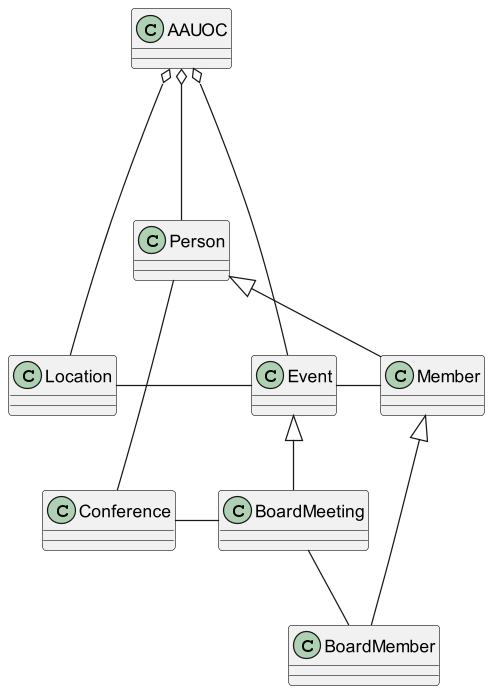 C AAUOC
C Person
C Location
C Event
C Member
C Conference
C BoardMeeting
C BoardMember